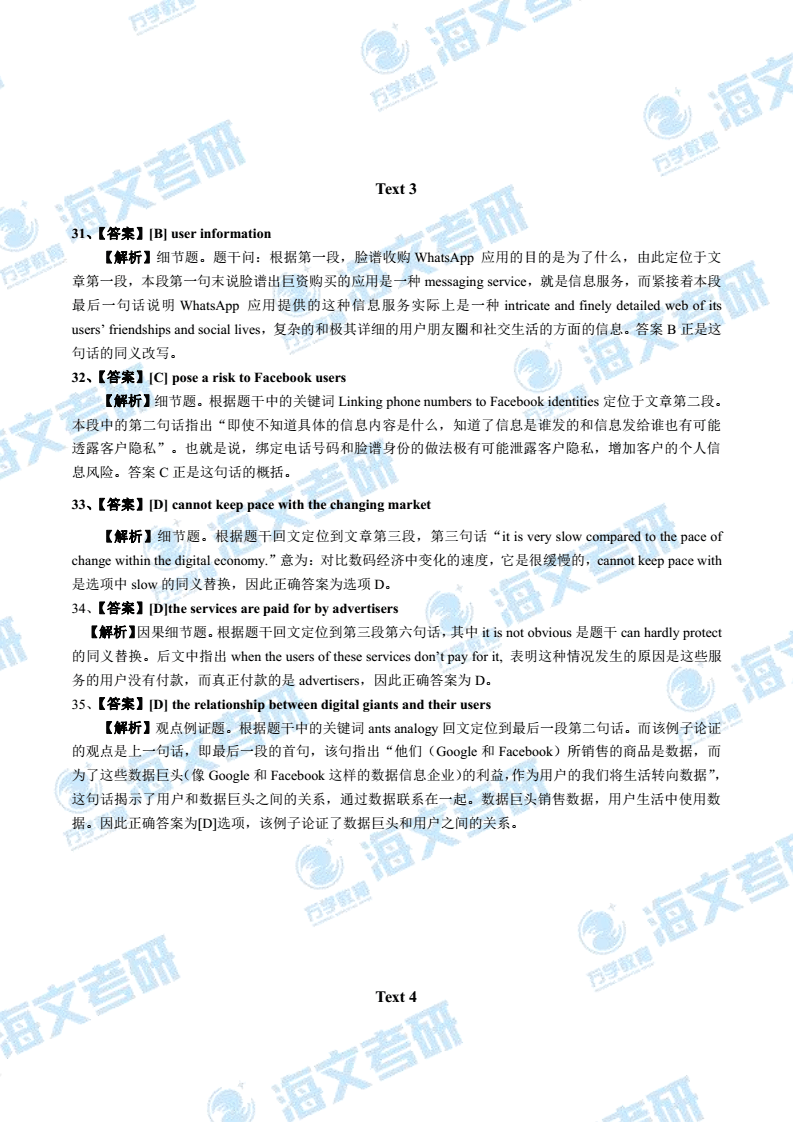 Text 3
31、【答案】[B] user information
【解析】细节题。题干问：根据第一段，脸谱收购 WhatsApp 应用的目的是为了什么，由此定位于文
章第一段，本段第一句末说脸谱出巨资购买的应用是一种 messaging service，就是信息服务，而紧接着本段
最后一句话说明 WhatsApp 应用提供的这种信息服务实际上是一种 intricate and finely detailed web of its
users’ friendships and social lives，复杂的和极其详细的用户朋友圈和社交生活的方面的信息。答案 B 正是这
句话的同义改写。
32、【答案】[C] pose a risk to Facebook users
【解析】细节题。根据题干中的关键词 Linking phone numbers to Facebook identities 定位于文章第二段。
本段中的第二句话指出“即使不知道具体的信息内容是什么，知道了信息是谁发的和信息发给谁也有可能
透露客户隐私”。也就是说，绑定电话号码和脸谱身份的做法极有可能泄露客户隐私，增加客户的个人信
息风险。答案 C 正是这句话的概括。
33、【答案】[D] cannot keep pace with the changing market
【解析】细节题。根据题干回文定位到文章第三段，第三句话“it is very slow compared to the pace of
change within the digital economy.”意为：对比数码经济中变化的速度，它是很缓慢的，cannot keep pace with
是选项中 slow 的同义替换，因此正确答案为选项 D。
34、【答案】[D]the services are paid for by advertisers
【解析】因果细节题。根据题干回文定位到第三段第六句话，其中 it is not obvious 是题干 can hardly protect
的同义替换。后文中指出 when the users of these services don’t pay for it, 表明这种情况发生的原因是这些服
务的用户没有付款，而真正付款的是 advertisers，因此正确答案为 D。
35、【答案】[D] the relationship between digital giants and their users
【解析】观点例证题。根据题干中的关键词 ants analogy 回文定位到最后一段第二句话。而该例子论证
的观点是上一句话，即最后一段的首句，该句指出“他们（Google 和 Facebook）所销售的商品是数据，而
为了这些数据巨头（像 Google 和 Facebook 这样的数据信息企业）的利益，作为用户的我们将生活转向数据”，
这句话揭示了用户和数据巨头之间的关系，通过数据联系在一起。数据巨头销售数据，用户生活中使用数
据。因此正确答案为[D]选项，该例子论证了数据巨头和用户之间的关系。
Text 4
海文考研
万学教育